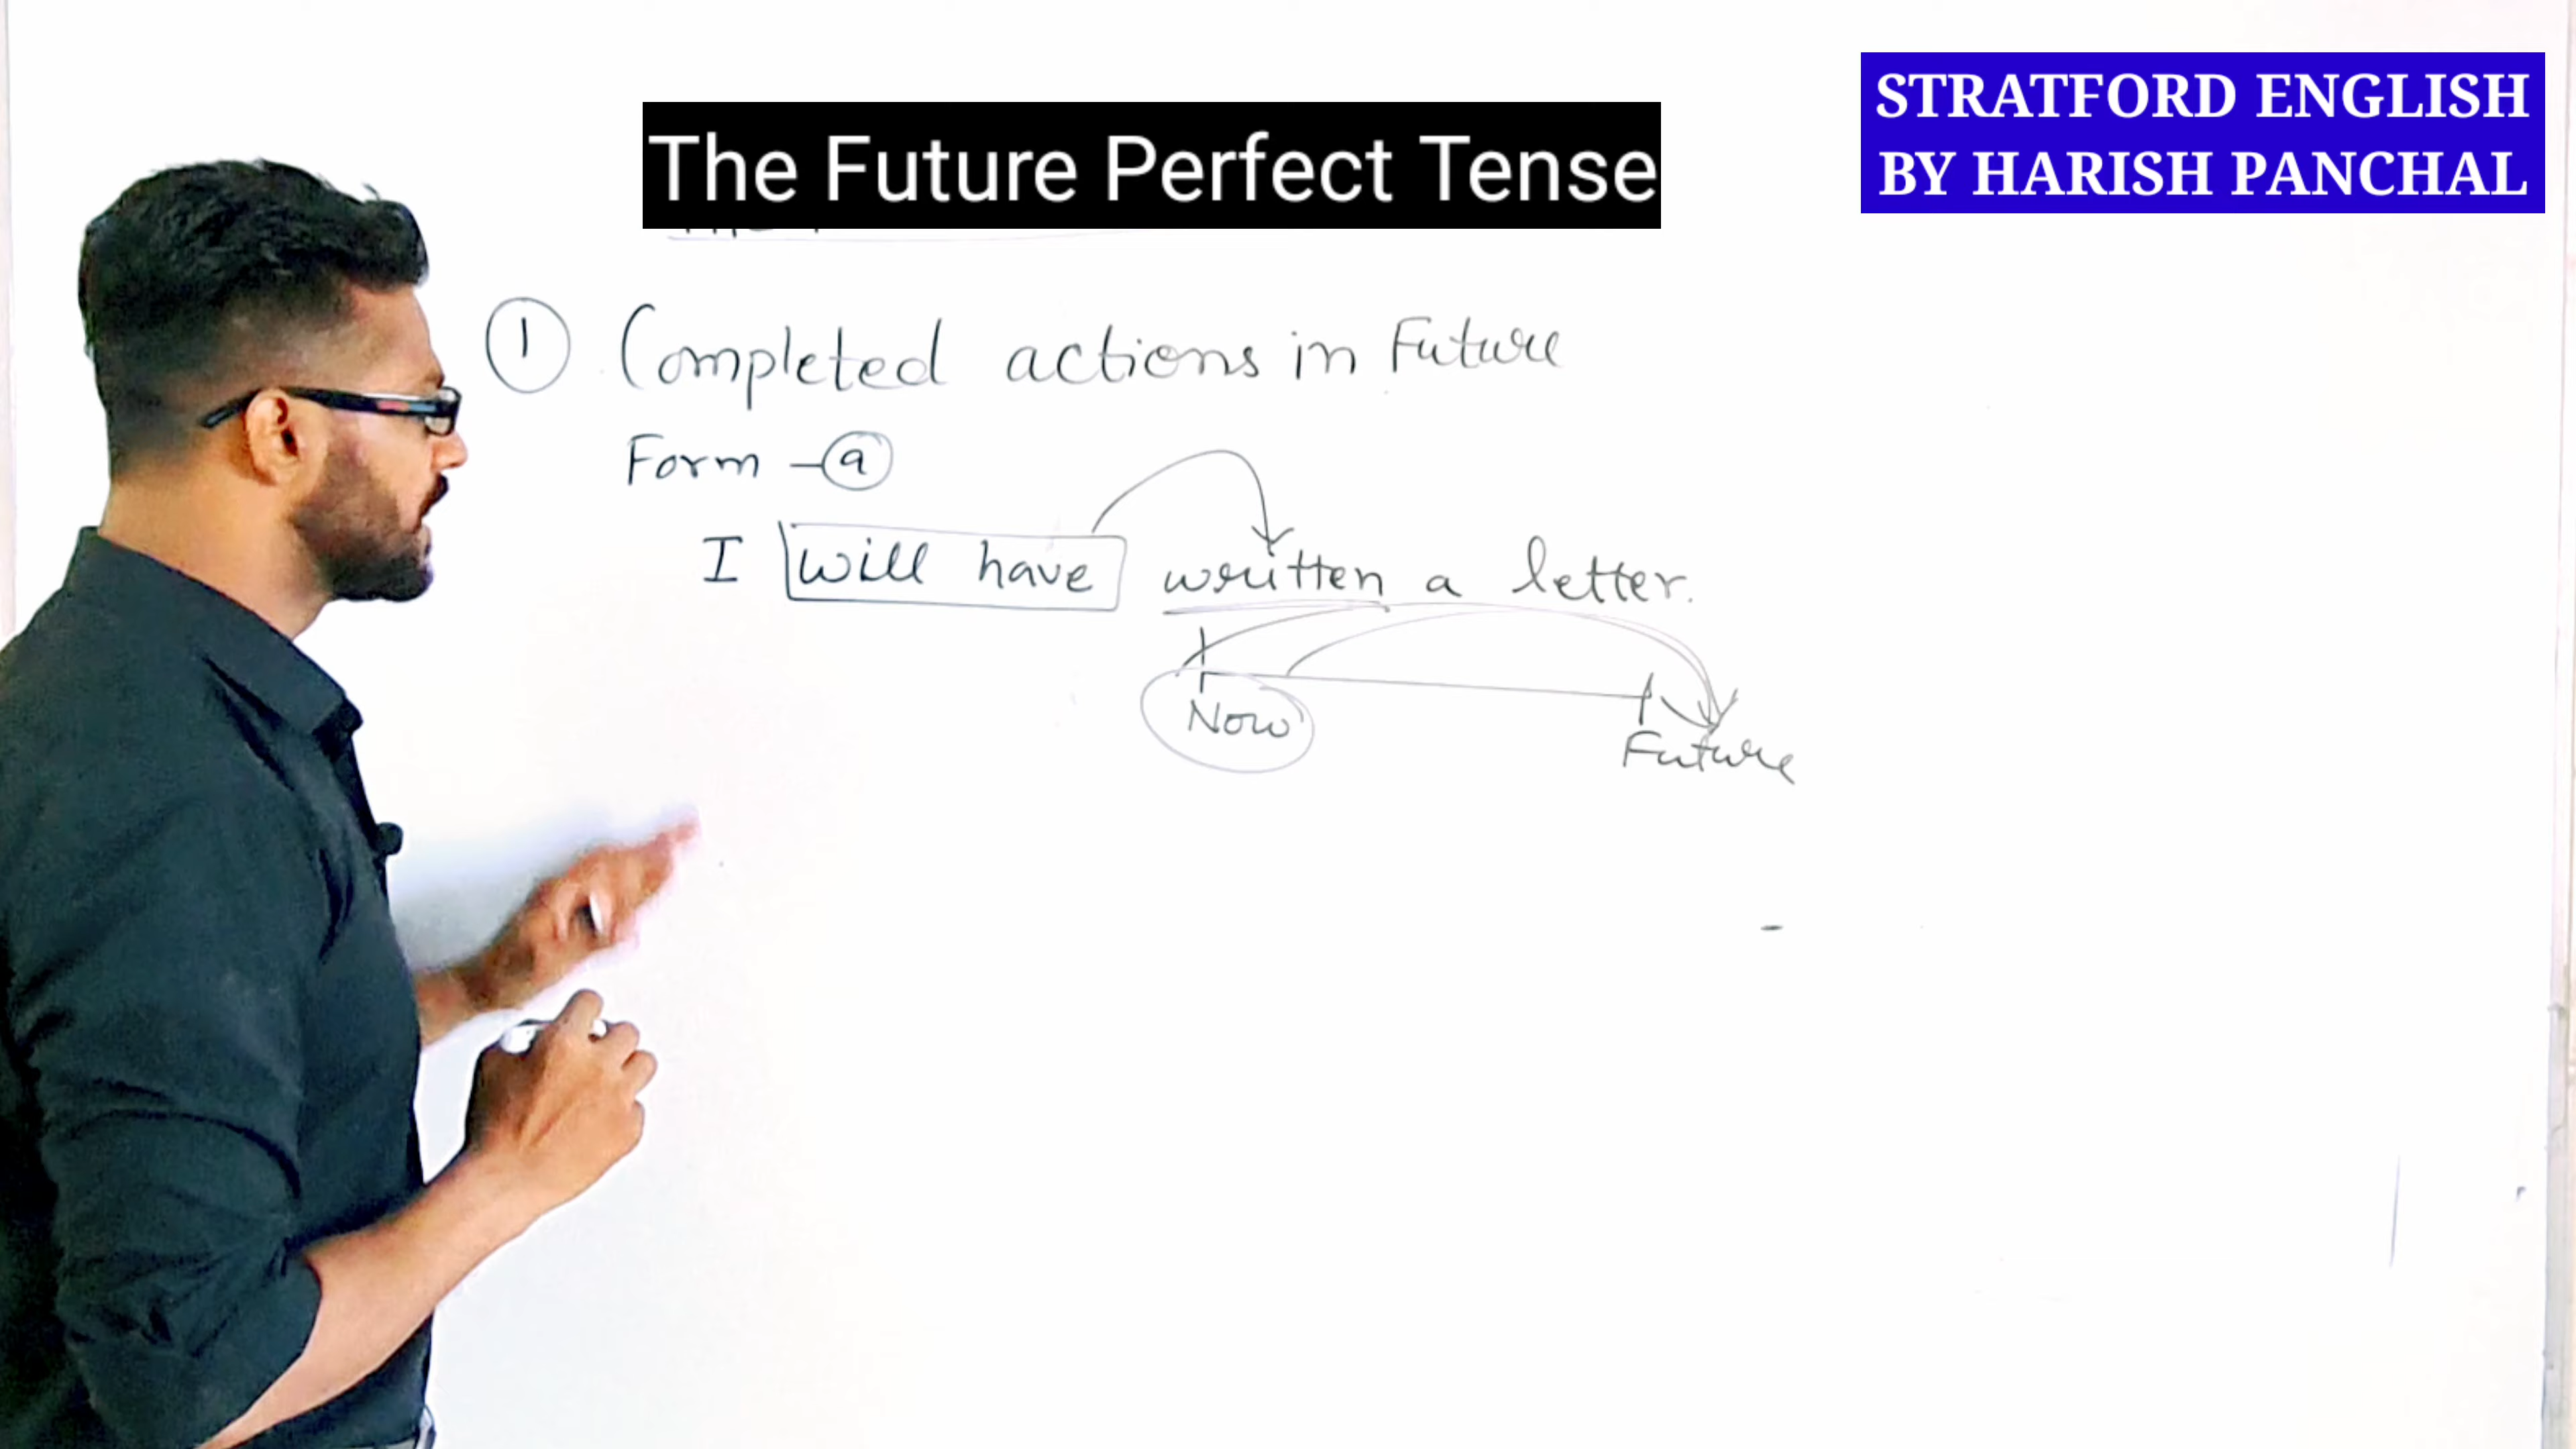 STRATFORD ENGLISH
BY HARISH PANCHAL
The Future Perfect Tense
1 Completed actions in Future
Form - a
I will have written a letter.
Now
Future